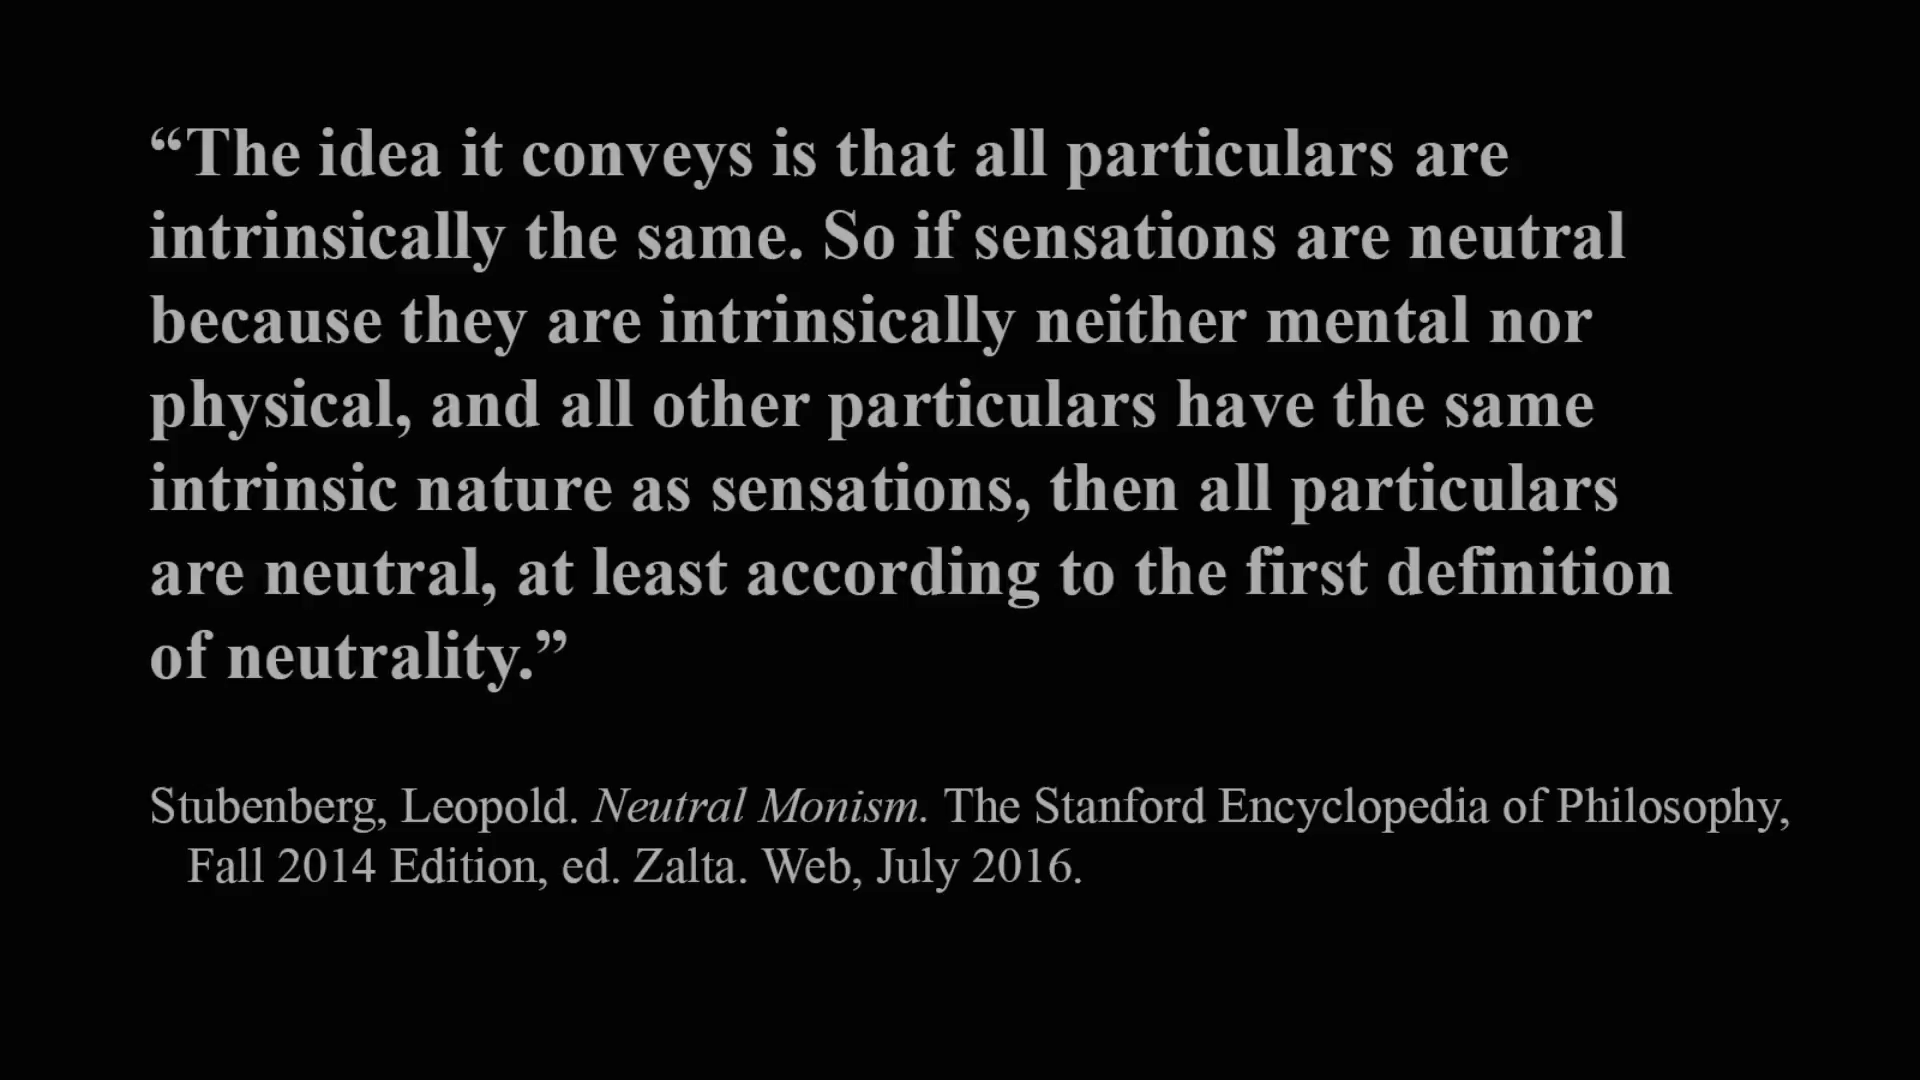 “The idea it conveys is that all particulars are
intrinsically the same. So if sensations are neutral
because they are intrinsically neither mental nor
physical, and all other particulars have the same
intrinsic nature as sensations, then all particulars
are neutral, at least according to the first definition
of neutrality.”
Stubenberg, Leopold. Neutral Monism. The Stanford Encyclopedia of Philosophy,
Fall 2014 Edition, ed. Zalta. Web, July 2016.